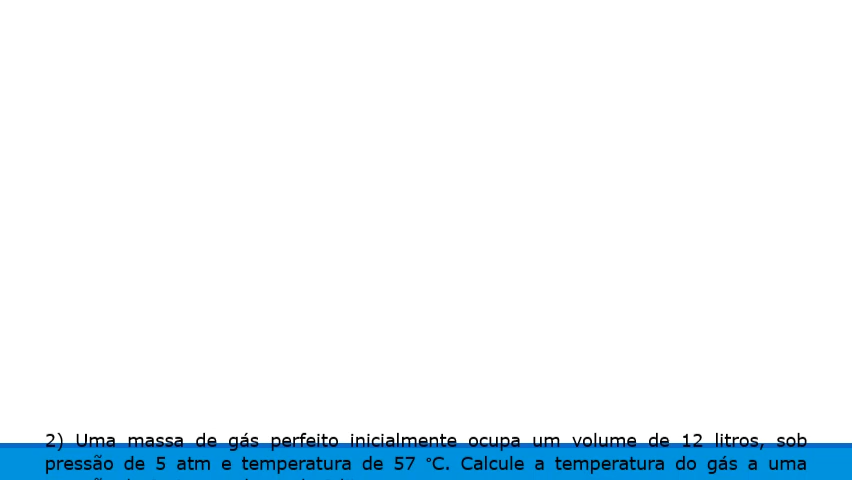 2) Uma massa de gás perfeito inicialmente ocupa um volume de 12 litros, sob
pressão de 5 atm e temperatura de 57 °C. Calcule a temperatura do gás a uma